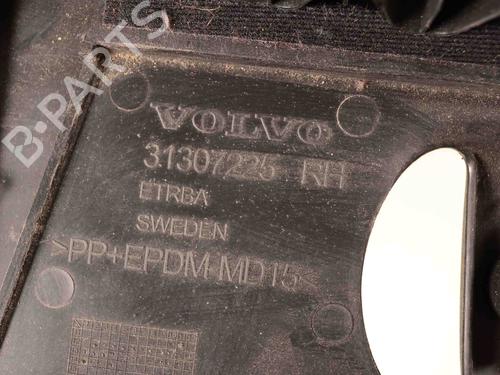 B-PARTS
VOLVO
31307225 RH
ETRBA
SWEDEN
>PP+EPDM-MD15<